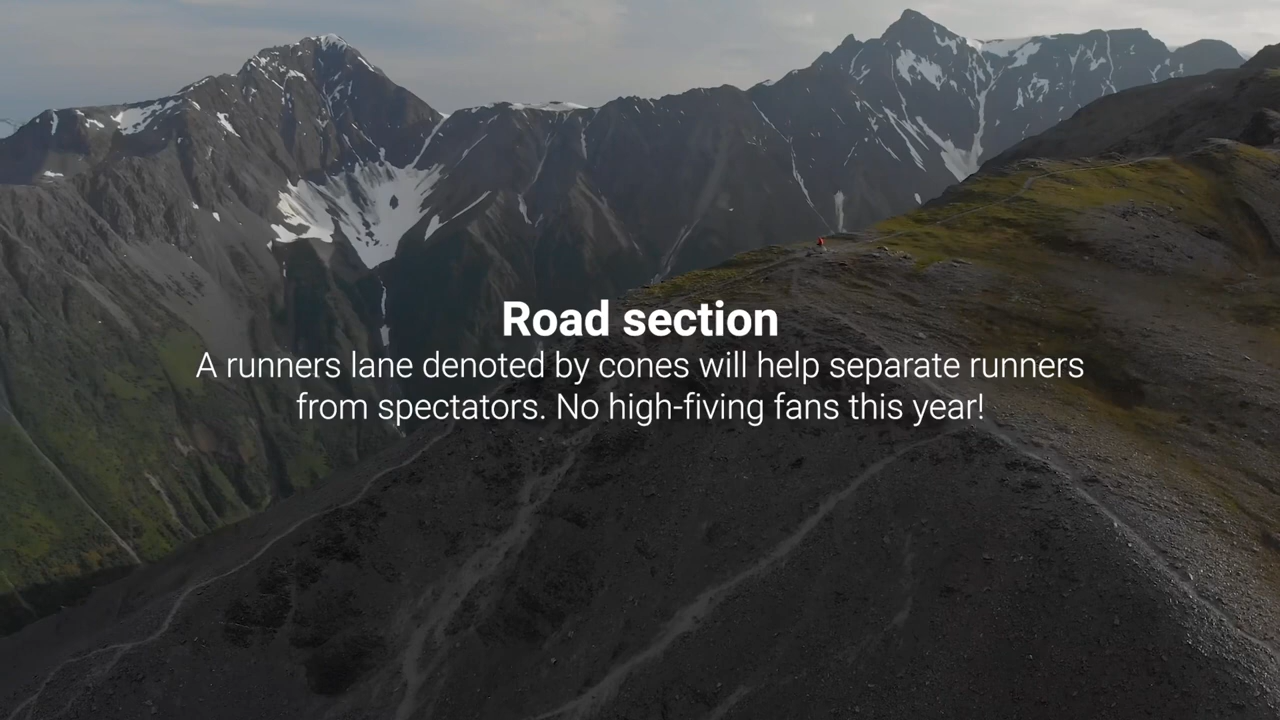 Road section
A runners lane denoted by cones will help separate runners
from spectators. No high-fiving fans this year!